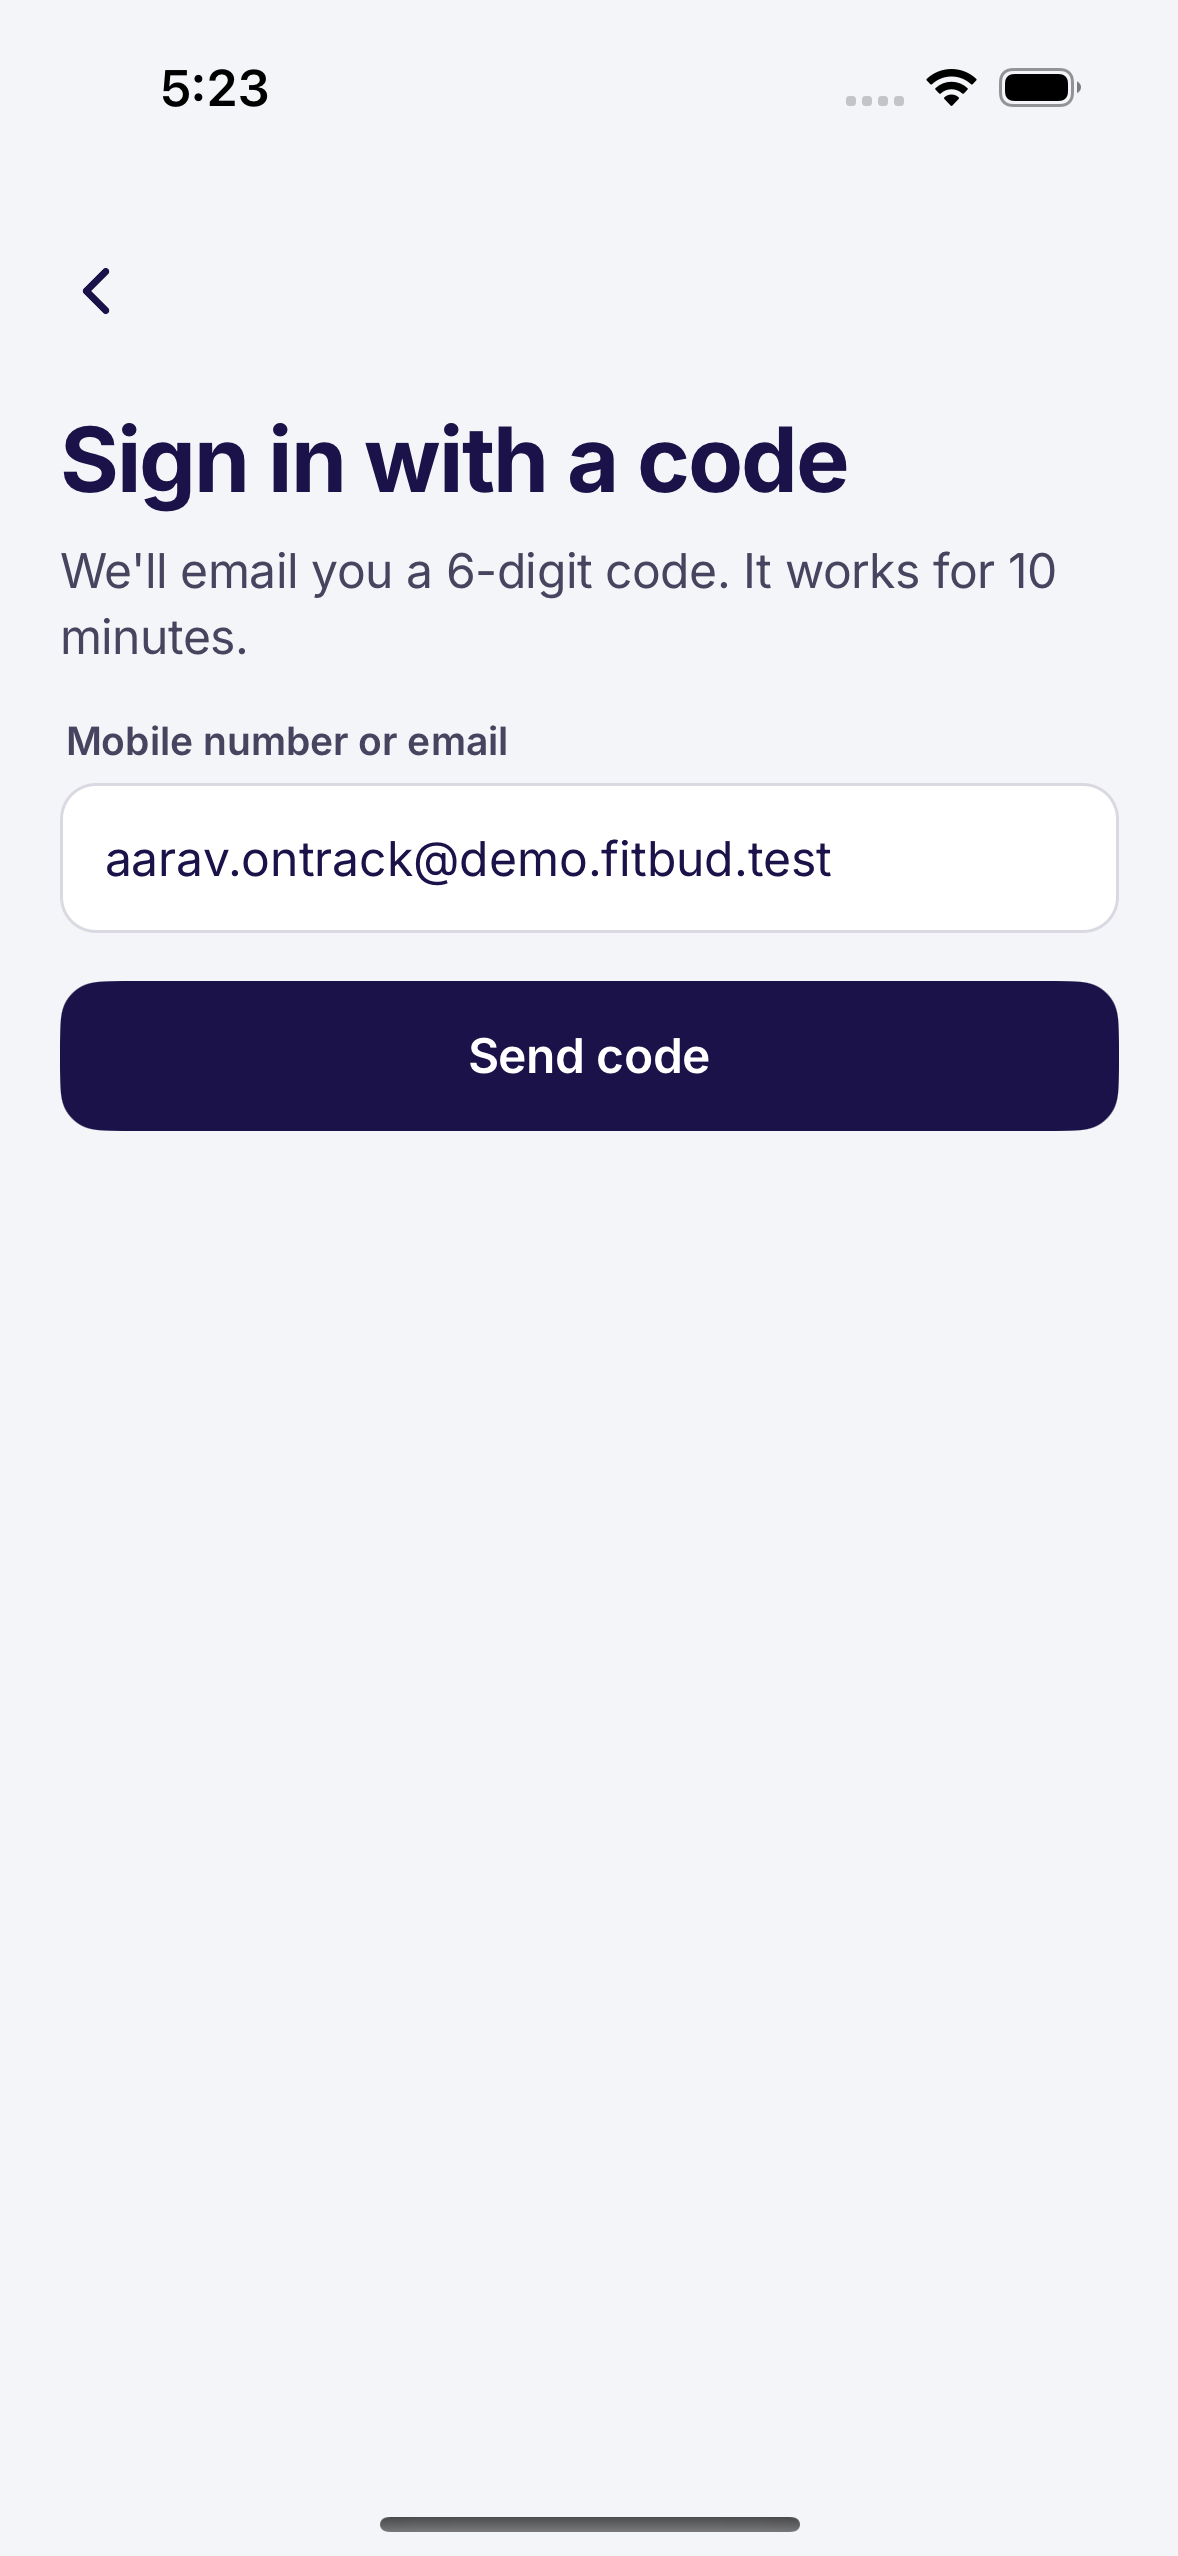 5:23
Sign in with a code
We'll email you a 6-digit code. It works for 10
minutes.
Mobile number or email
aarav.ontrack@demo.fitbud.test
Send code